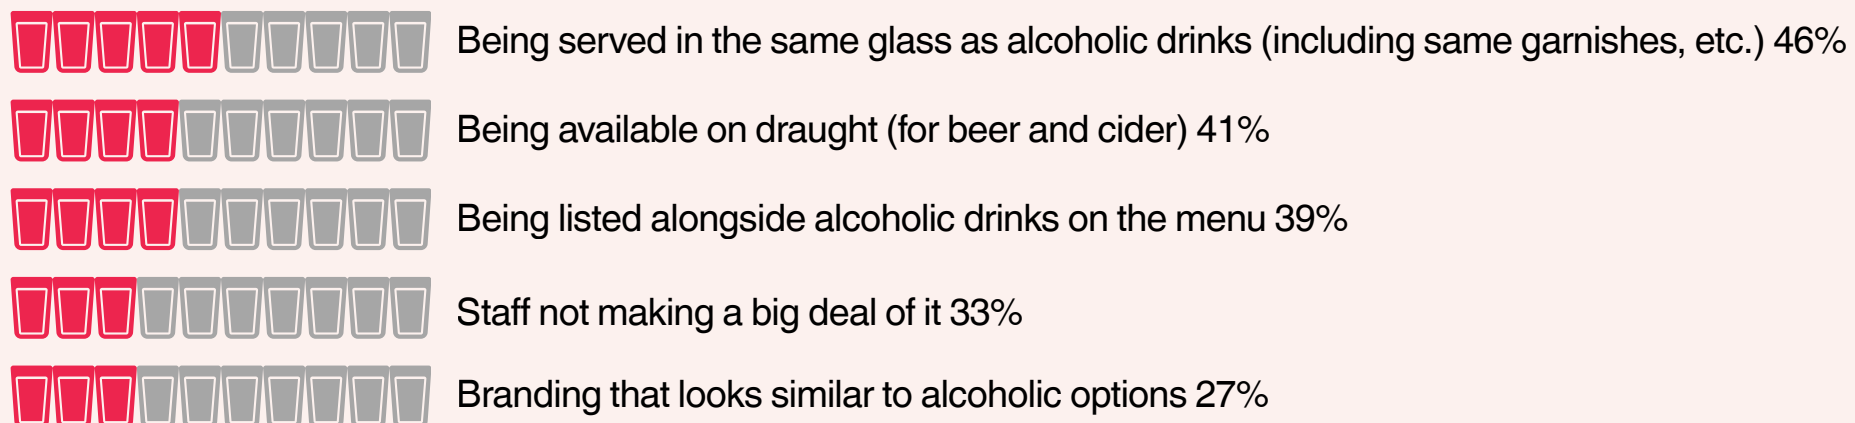 Being served in the same glass as alcoholic drinks (including same garnishes, etc.) 46%
Being available on draught (for beer and cider) 41%
Being listed alongside alcoholic drinks on the menu 39%
Staff not making a big deal of it 33%
Branding that looks similar to alcoholic options 27%